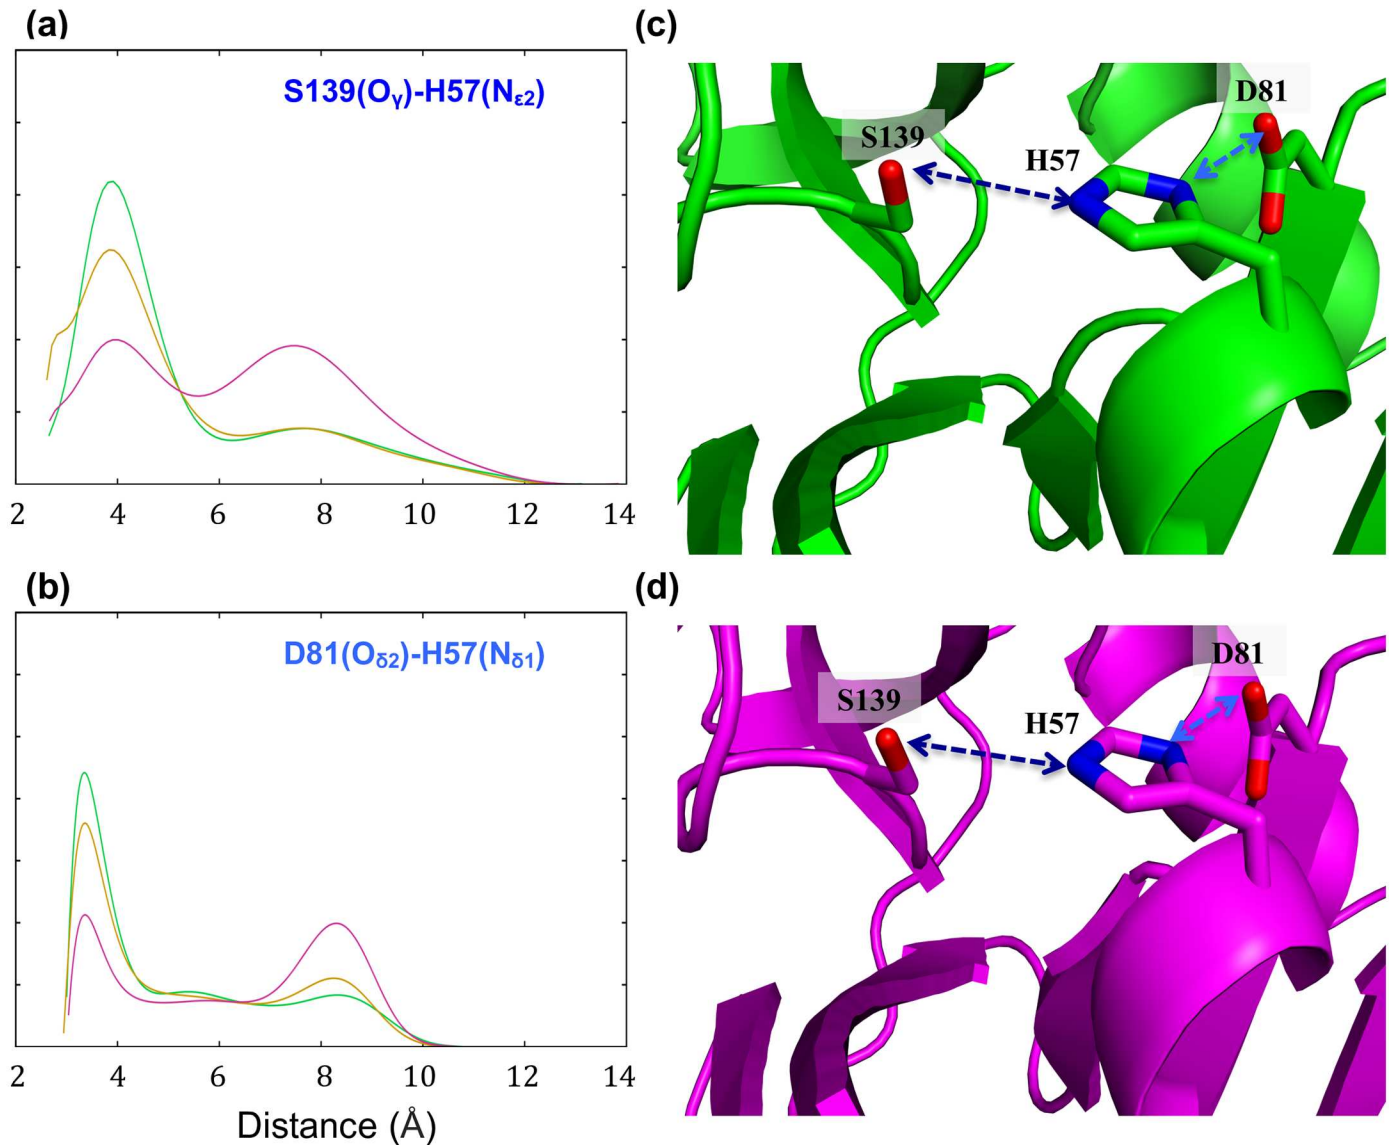 (a)
S139(Oγ)-H57(Nε2)
2 4 6 8 10 12 14
(b)
D81(Oδ2)-H57(Nδ1)
2 4 6 8 10 12 14
Distance (Å)
(c)
D81
S139
H57
(d)
D81
S139
H57